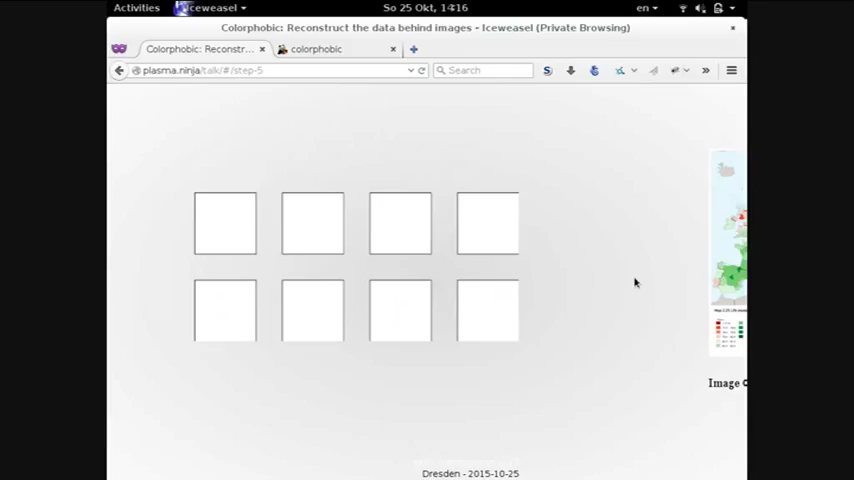 Activities
Iceweasel
So 25 Okt, 14:16
en
Colorphobic: Reconstruct the data behind images - Iceweasel (Private Browsing)
Colorphobic: Reconstr...
colorphobic
plasma.ninja/talk/#/step-5
Search
Image
Dresden - 2015-10-25